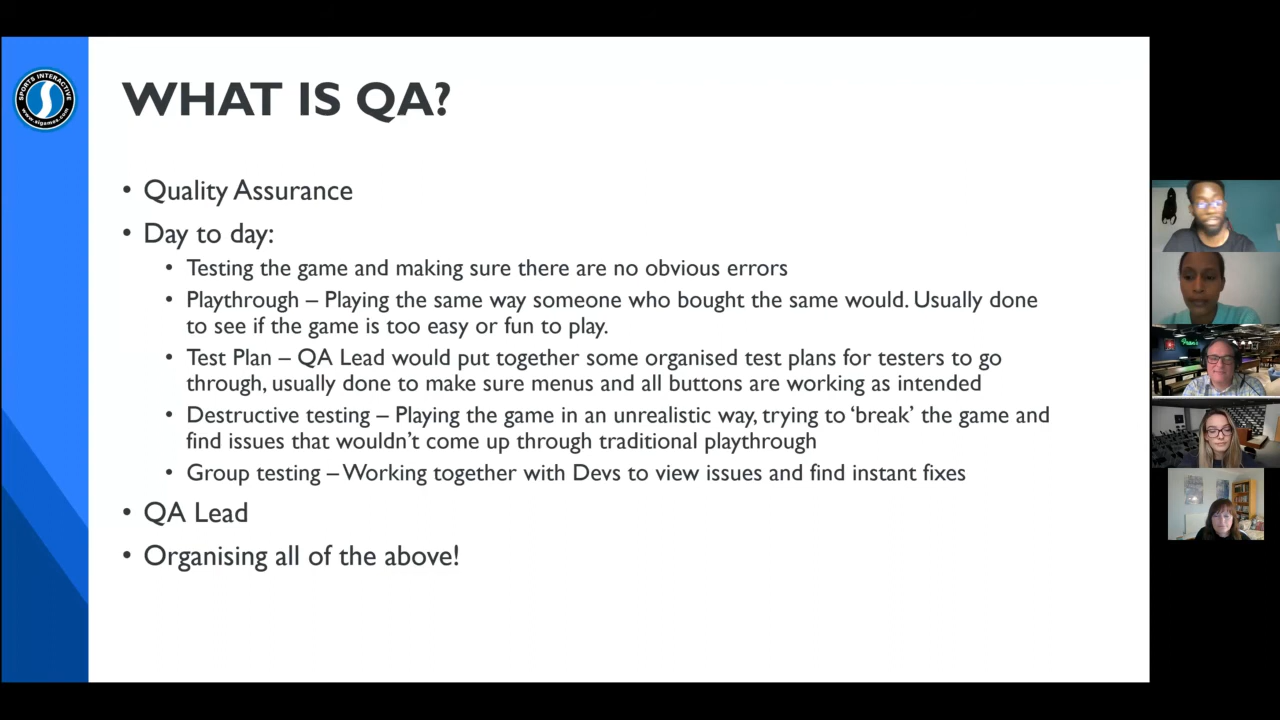 SPORTS INTERACTIVE
www.sigames.com
WHAT IS QA?
• Quality Assurance
• Day to day:
• Testing the game and making sure there are no obvious errors
• Playthrough – Playing the same way someone who bought the same would. Usually done
to see if the game is too easy or fun to play.
• Test Plan – QA Lead would put together some organised test plans for testers to go
through, usually done to make sure menus and all buttons are working as intended
• Destructive testing – Playing the game in an unrealistic way, trying to ‘break’ the game and
find issues that wouldn’t come up through traditional playthrough
• Group testing – Working together with Devs to view issues and find instant fixes
• QA Lead
• Organising all of the above!